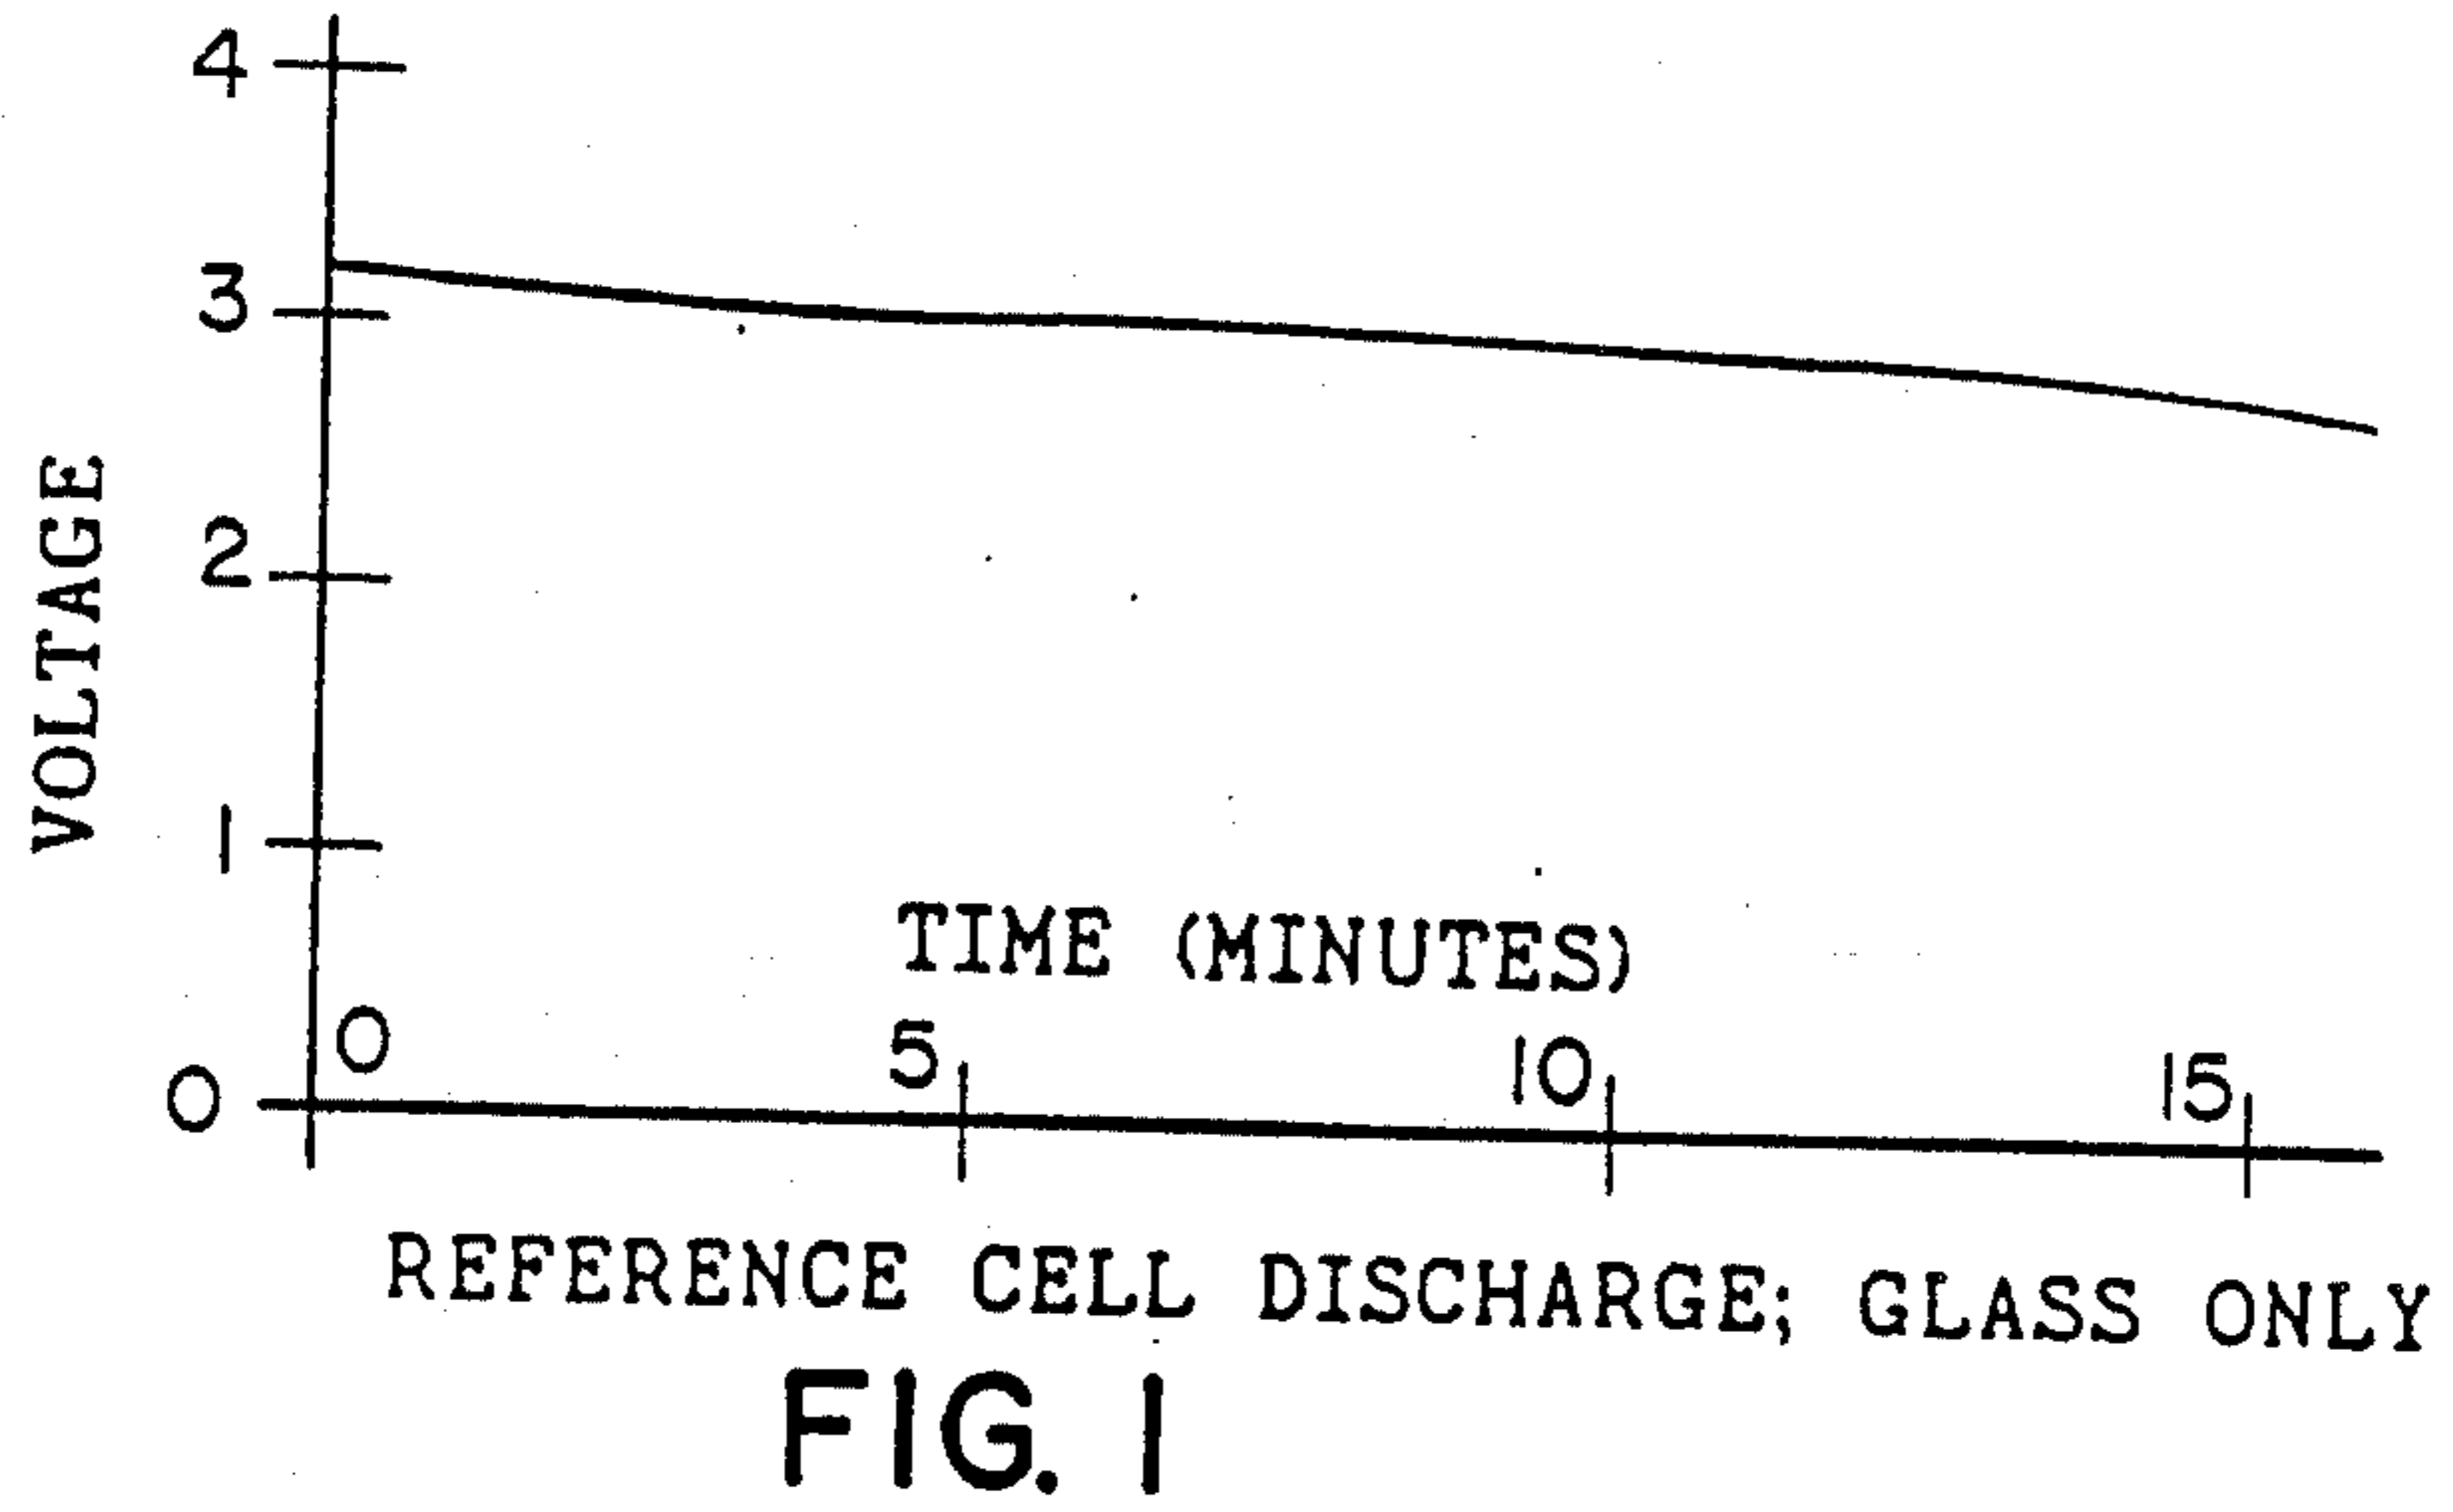 4
3
2
1
0
VOLTAGE
TIME (MINUTES)
0 5 10 15
REFERENCE CELL DISCHARGE; GLASS ONLY
FIG. 1